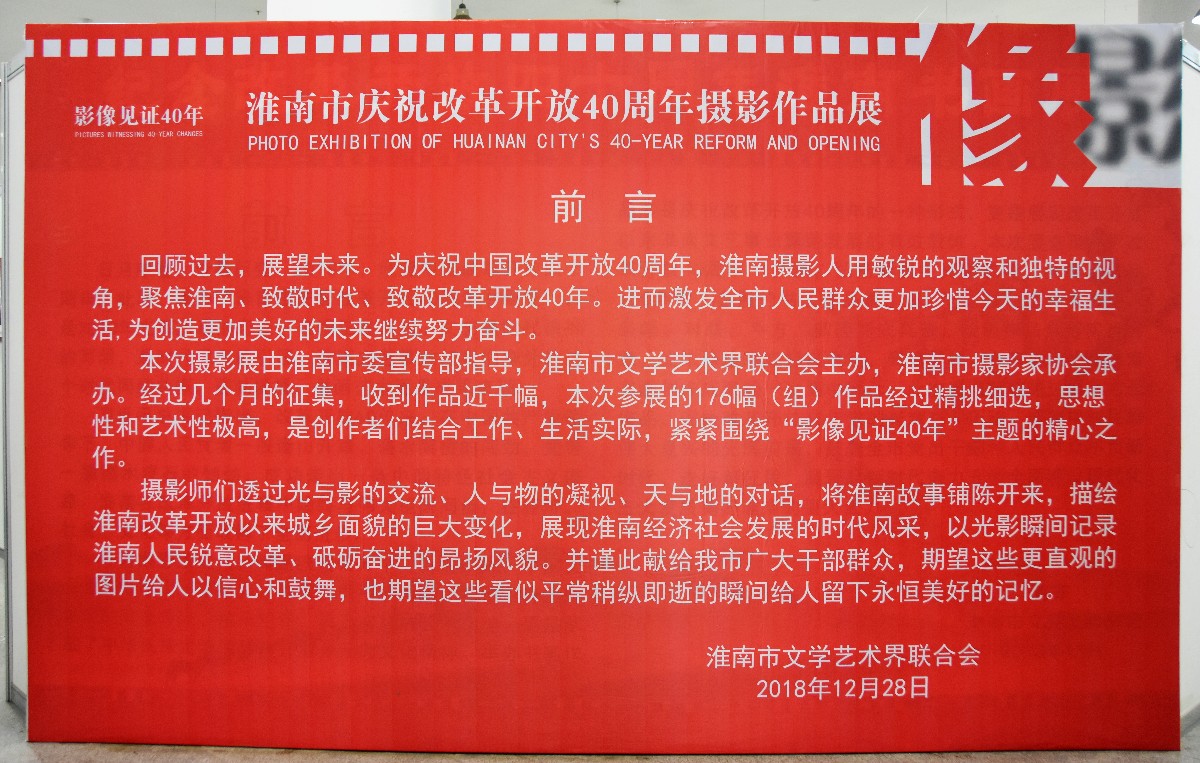 影像见证40年
PICTURES WITNESSING 40-YEAR CHANGES
淮南市庆祝改革开放40周年摄影作品展
PHOTO EXHIBITION OF HUAINAN CITY'S 40-YEAR REFORM AND OPENING
像影
前 言
回顾过去，展望未来。为庆祝中国改革开放40周年，淮南摄影人用敏锐的观察和独特的视
角，聚焦淮南、致敬时代、致敬改革开放40年。进而激发全市人民群众更加珍惜今天的幸福生
活,为创造更加美好的未来继续努力奋斗。
本次摄影展由淮南市委宣传部指导，淮南市文学艺术界联合会主办，淮南市摄影家协会承
办。经过几个月的征集，收到作品近千幅，本次参展的176幅（组）作品经过精挑细选，思想
性和艺术性极高，是创作者们结合工作、生活实际，紧紧围绕“影像见证40年”主题的精心之
作。
摄影师们透过光与影的交流、人与物的凝视、天与地的对话，将淮南故事铺陈开来，描绘
淮南改革开放以来城乡面貌的巨大变化，展现淮南经济社会发展的时代风采，以光影瞬间记录
淮南人民锐意改革、砥砺奋进的昂扬风貌。并谨此献给我市广大干部群众，期望这些更直观的
图片给人以信心和鼓舞，也期望这些看似平常稍纵即逝的瞬间给人留下永恒美好的记忆。
淮南市文学艺术界联合会
2018年12月28日